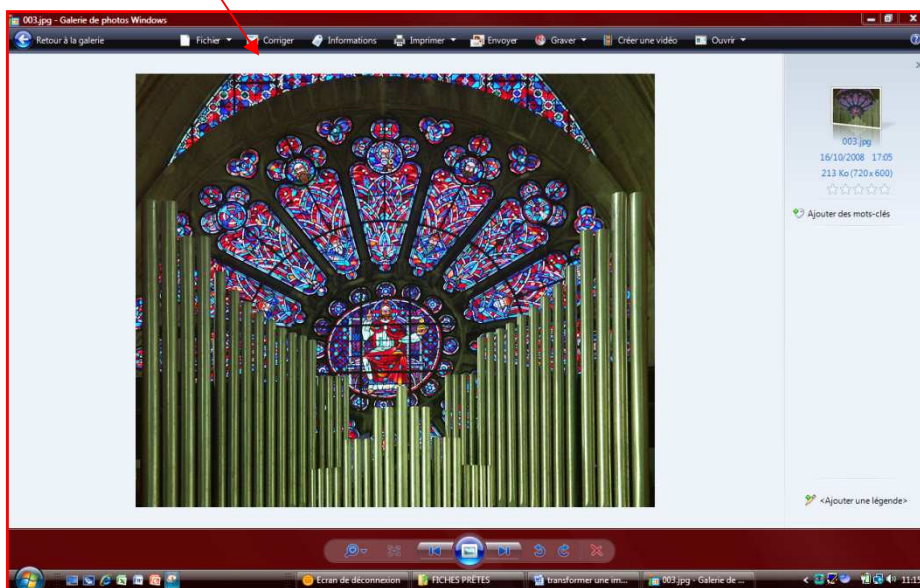 003.jpg - Galerie de photos Windows
Retour à la galerie Fichier Corriger Informations Imprimer Envoyer Graver Créer une vidéo Ouvrir
003.jpg
16/10/2008 17:05
213 Ko (720 x 600)
Ajouter des mots-clés
<Ajouter une légende>
Écran de déconnexion FICHES PRÊTES transformer une im... 003.jpg - Galerie de ...